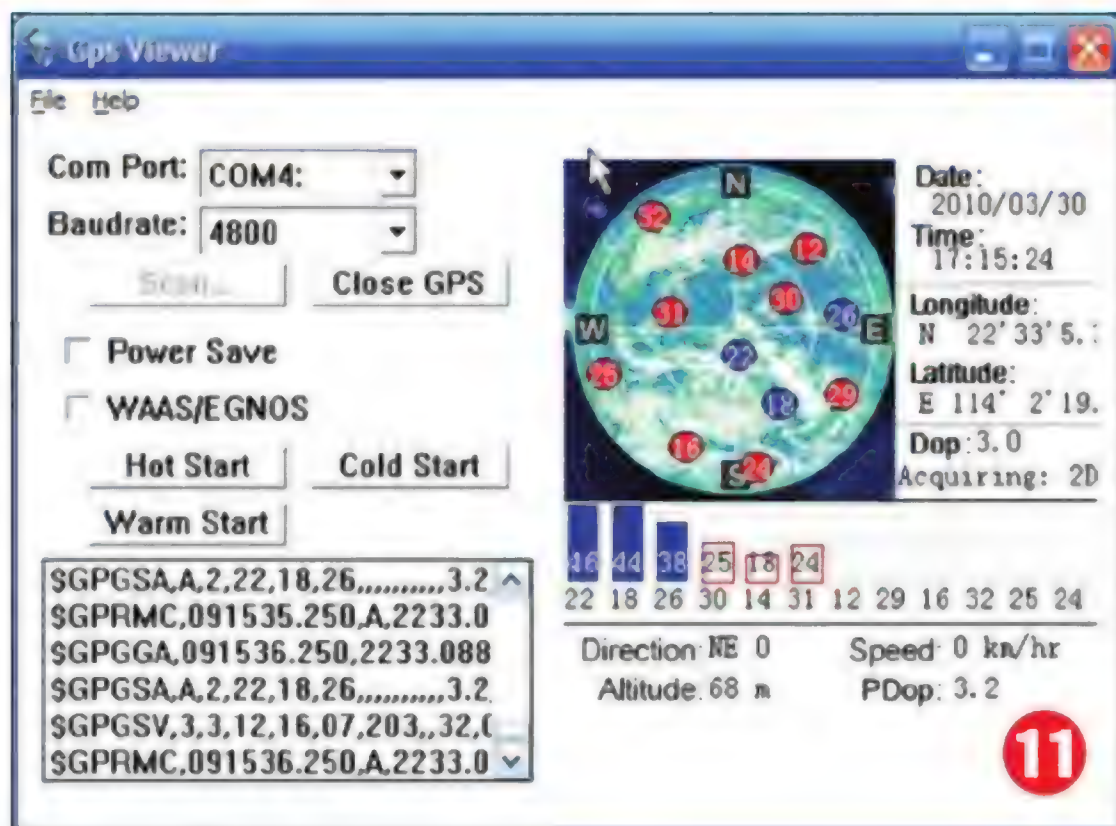 Gps Viewer
File Help
Com Port: COM4:
Baudrate: 4800
Scan... Close GPS
Power Save
WAAS/EGNOS
Hot Start Cold Start
Warm Start
$GPGSA,A,2,22,18,26,,,,,,,,,,3.2
$GPRMC,091535.250,A,2233.0
$GPGGA,091536.250,2233.088
$GPGSA,A,2,22,18,26,,,,,,,,,,3.2
$GPGSV,3,3,12,16,07,203,,32,(
$GPRMC,091536.250,A,2233.0
N
32
14 12
31 30 26
W E
22
25 18 29
16
S 24
Date:
2010/03/30
Time:
17:15:24
Longitude:
N 22'33'5.
Latitude:
E 114' 2'19.
Dop:3.0
Acquiring: 2D
46 44 38 25 18 24
22 18 26 30 14 31 12 29 16 32 25 24
Direction: NE 0 Speed: 0 km/hr
Altitude: 68 m PDop: 3.2
11